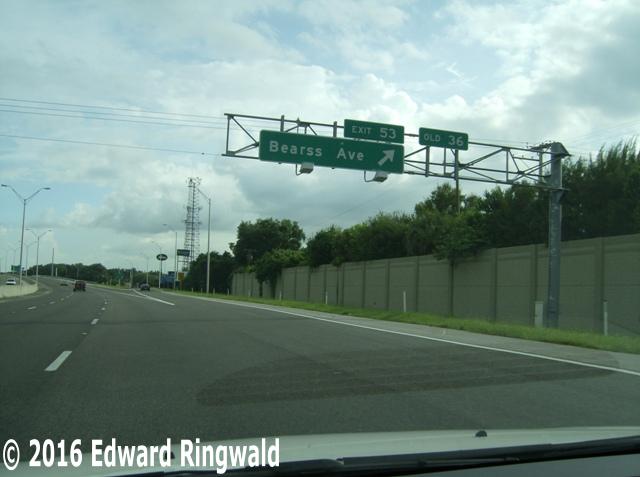 EXIT 53
OLD 36
Bearss Ave
© 2016 Edward Ringwald